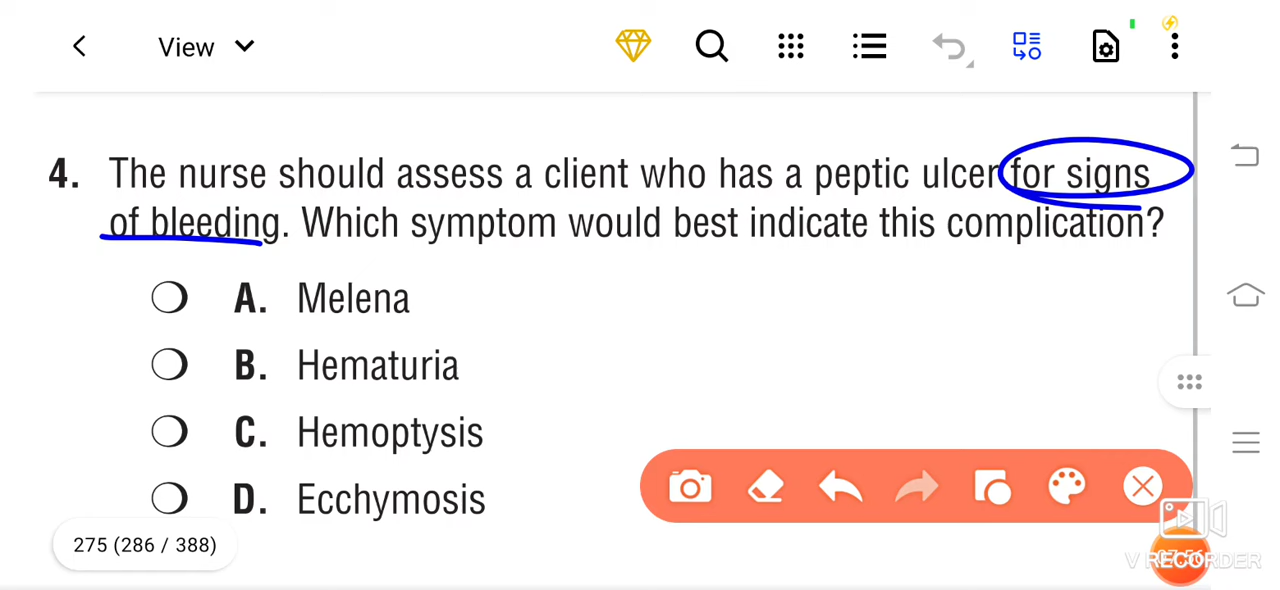 View
4. The nurse should assess a client who has a peptic ulcer for signs
of bleeding. Which symptom would best indicate this complication?
A. Melena
B. Hematuria
C. Hemoptysis
D. Ecchymosis
275 (286 / 388)
V RECORDER